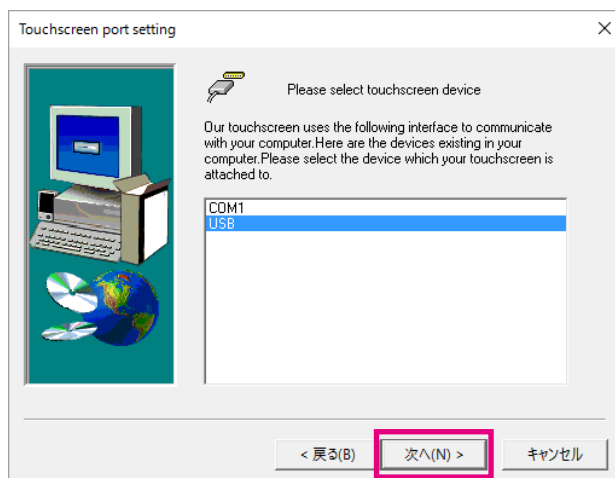 Touchscreen port setting
Please select touchscreen device
Our touchscreen uses the following interface to communicate
with your computer.Here are the devices existing in your
computer.Please select the device which your touchscreen is
attached to.
COM1
USB
< 戻る(B)
次へ(N) >
キャンセル